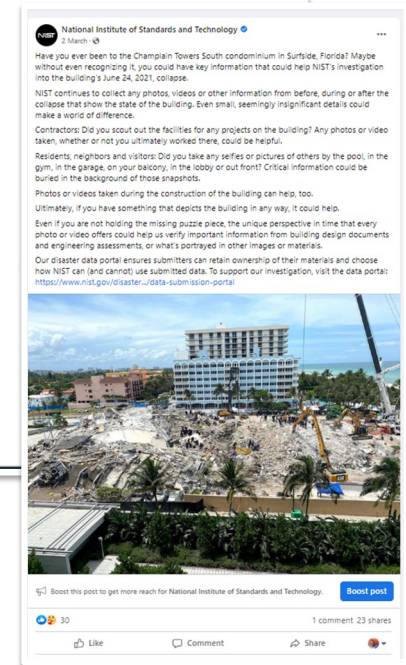 National Institute of Standards and Technology
2 March ·
Have you ever been to the Champlain Towers South condominium in Surfside, Florida? Maybe
without even recognizing it, you could have key information that could help NIST's investigation
into the building's June 24, 2021, collapse.
NIST continues to collect any photos, videos or other information from before, during or after the
collapse that show the state of the building. Even small, seemingly insignificant details could
make a world of difference.
Contractors: Did you scout out the facilities for any projects on the building? Any photos or video
taken, whether or not you ultimately worked there, could be helpful.
Residents, neighbors and visitors: Did you take any selfies or pictures of others by the pool, in the
gym, in the garage, on your balcony, in the lobby or out front? Critical information could be
buried in the background of those snapshots.
Photos or videos taken during the construction of the building can help, too.
Ultimately, if you have something that depicts the building in any way, it could help.
Even if you are not holding the missing puzzle piece, the unique perspective in time that every
photo or video offers could help us verify important information from building design documents
and engineering assessments, or what's portrayed in other images or materials.
Our disaster data portal ensures submitters can retain ownership of their materials and choose
how NIST can (and cannot) use submitted data. To support our investigation, visit the data portal:
https://www.nist.gov/disaster.../data-submission-portal
Boost this post to get more reach for National Institute of Standards and Technology.
Boost post
30
1 comment 23 shares
Like
Comment
Share